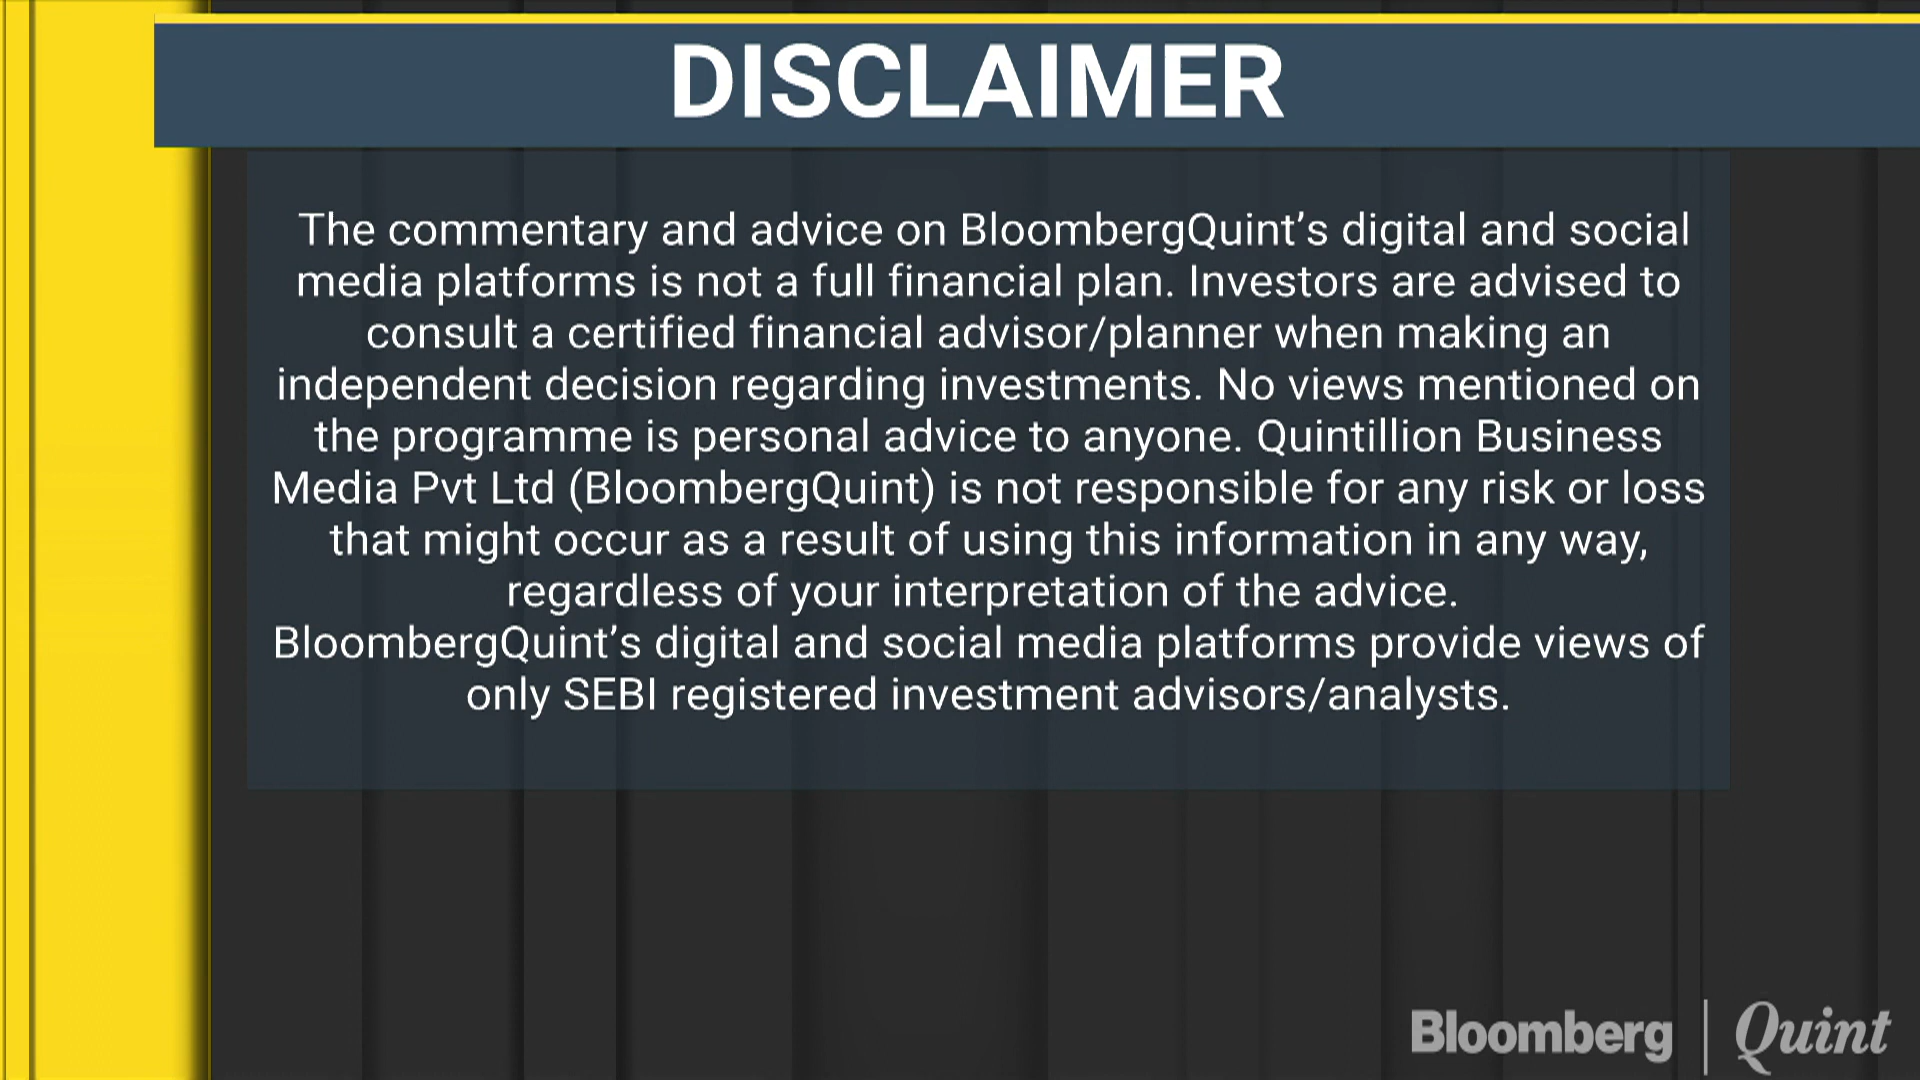 DISCLAIMER
The commentary and advice on BloombergQuint’s digital and social
media platforms is not a full financial plan. Investors are advised to
consult a certified financial advisor/planner when making an
independent decision regarding investments. No views mentioned on
the programme is personal advice to anyone. Quintillion Business
Media Pvt Ltd (BloombergQuint) is not responsible for any risk or loss
that might occur as a result of using this information in any way,
regardless of your interpretation of the advice.
BloombergQuint’s digital and social media platforms provide views of
only SEBI registered investment advisors/analysts.
Bloomberg | Quint